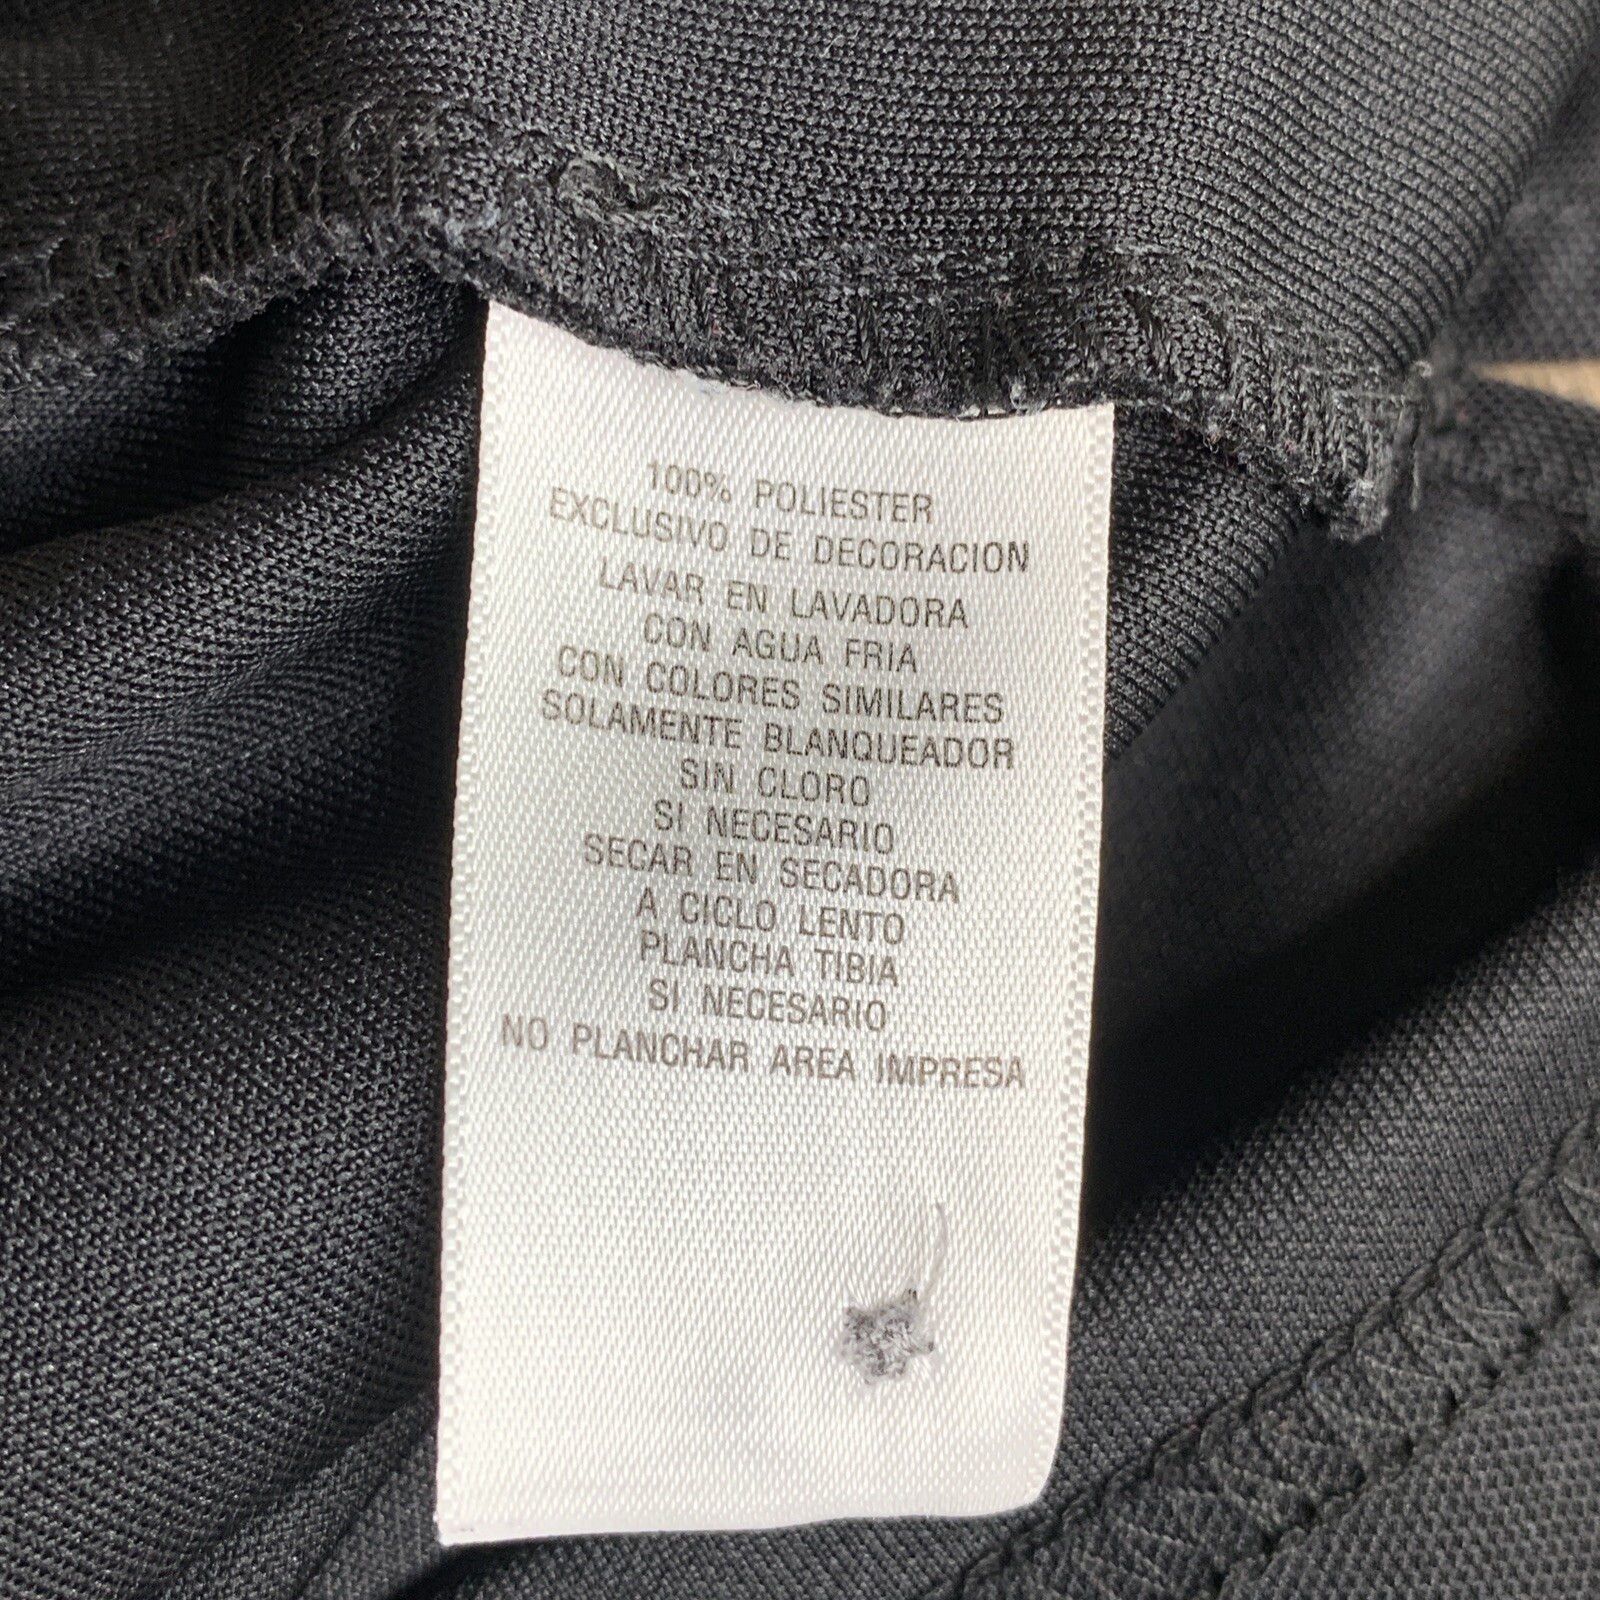 100% POLIESTER
EXCLUSIVO DE DECORACION
LAVAR EN LAVADORA
CON AGUA FRIA
CON COLORES SIMILARES
SOLAMENTE BLANQUEADOR
SIN CLORO
SI NECESARIO
SECAR EN SECADORA
A CICLO LENTO
PLANCHA TIBIA
SI NECESARIO
NO PLANCHAR AREA IMPRESA